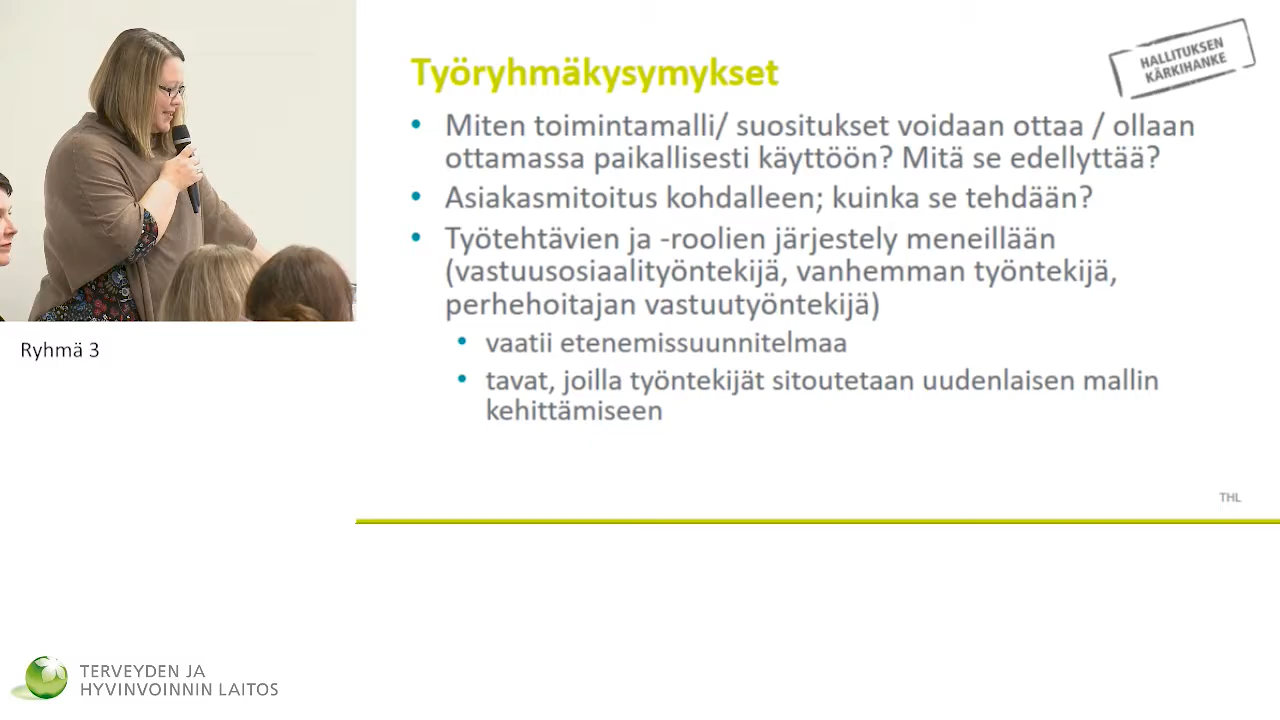 Työryhmäkysymykset
HALLITUKSEN
KÄRKIHANKE
• Miten toimintamalli/ suositukset voidaan ottaa / ollaan
ottamassa paikallisesti käyttöön? Mitä se edellyttää?
• Asiakasmitoitus kohdalleen; kuinka se tehdään?
• Työtehtävien ja -roolien järjestely meneillään
(vastuusosiaalityöntekijä, vanhemman työntekijä,
perhehoitajan vastuutyöntekijä)
• vaatii etenemissuunnitelmaa
• tavat, joilla työntekijät sitoutetaan uudenlaisen mallin
kehittämiseen
THL
Ryhmä 3
TERVEYDEN JA
HYVINVOINNIN LAITOS